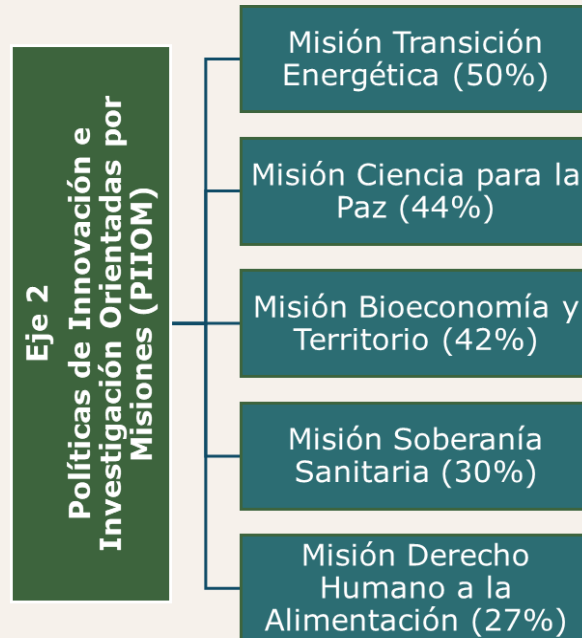 Eje 2
Políticas de Innovación e
Investigación Orientadas por
Misiones (PIIOM)
Misión Transición
Energética (50%)
Misión Ciencia para la
Paz (44%)
Misión Bioeconomía y
Territorio (42%)
Misión Soberanía
Sanitaria (30%)
Misión Derecho
Humano a la
Alimentación (27%)